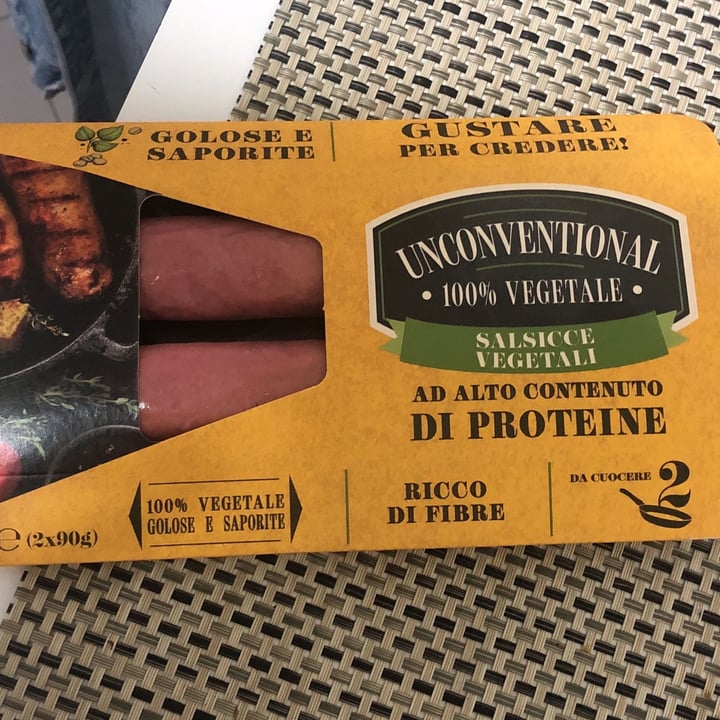 GOLOSE E
SAPORITE
GUSTARE
PER CREDERE!
UNCONVENTIONAL
• 100% VEGETALE •
SALSICCE
VEGETALI
AD ALTO CONTENUTO
DI PROTEINE
100% VEGETALE
GOLOSE E SAPORITE
RICCO
DI FIBRE
DA CUOCERE 2
℮ (2x90g)